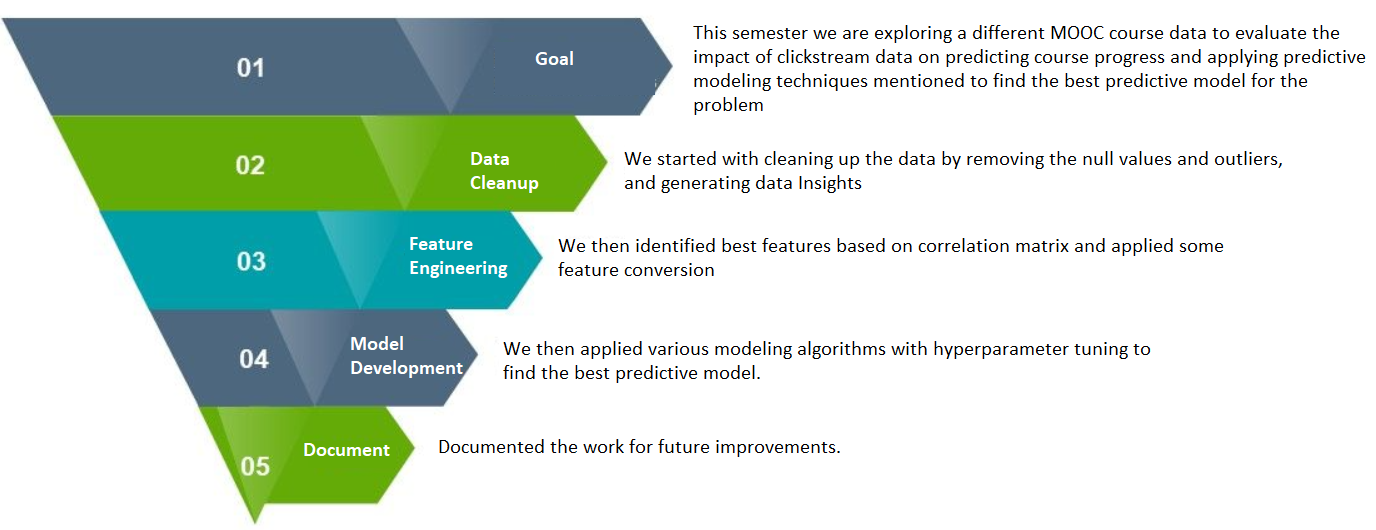 01
Goal
This semester we are exploring a different MOOC course data to evaluate the
impact of clickstream data on predicting course progress and applying predictive
modeling techniques mentioned to find the best predictive model for the
problem
02
Data
Cleanup
We started with cleaning up the data by removing the null values and outliers,
and generating data Insights
03
Feature
Engineering
We then identified best features based on correlation matrix and applied some
feature conversion
04
Model
Development
We then applied various modeling algorithms with hyperparameter tuning to
find the best predictive model.
05
Document
Documented the work for future improvements.